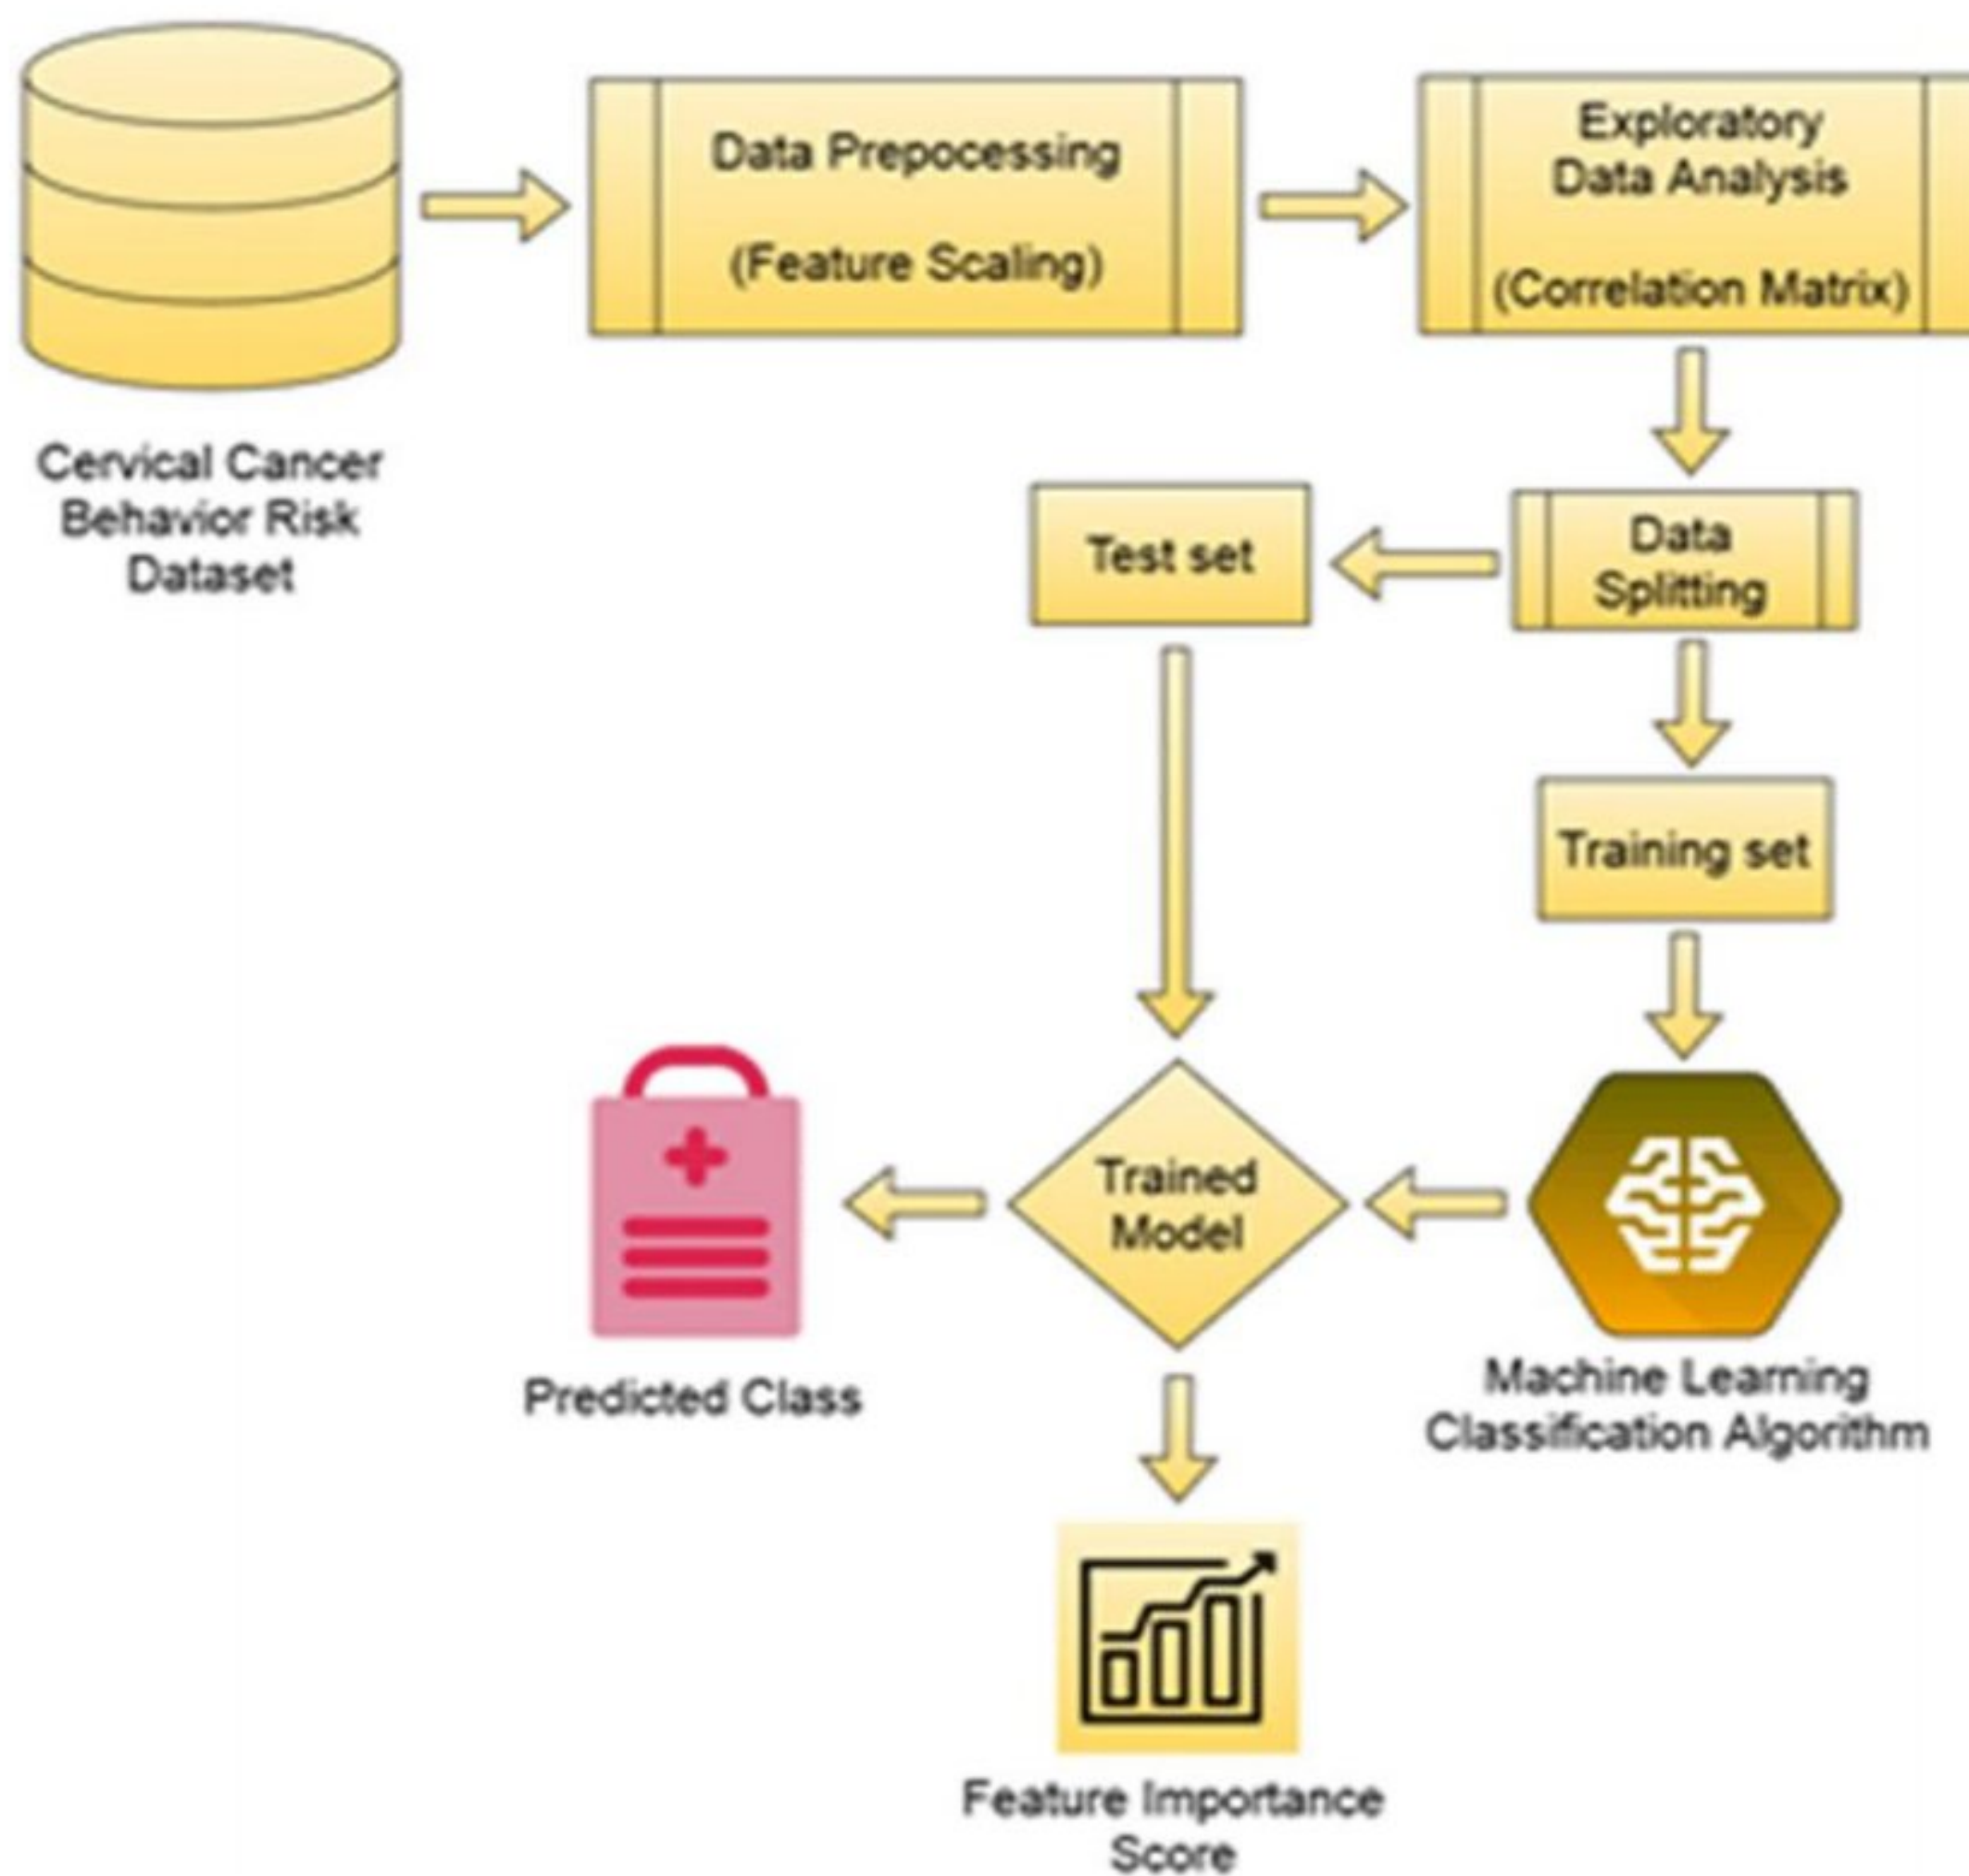 Data Prepocessing
(Feature Scaling)
Exploratory
Data Analysis
(Correlation Matrix)
Cervical Cancer
Behavior Risk
Dataset
Test set
Data
Splitting
Training set
Trained
Model
Predicted Class
Machine Learning
Classification Algorithm
Feature Importance
Score